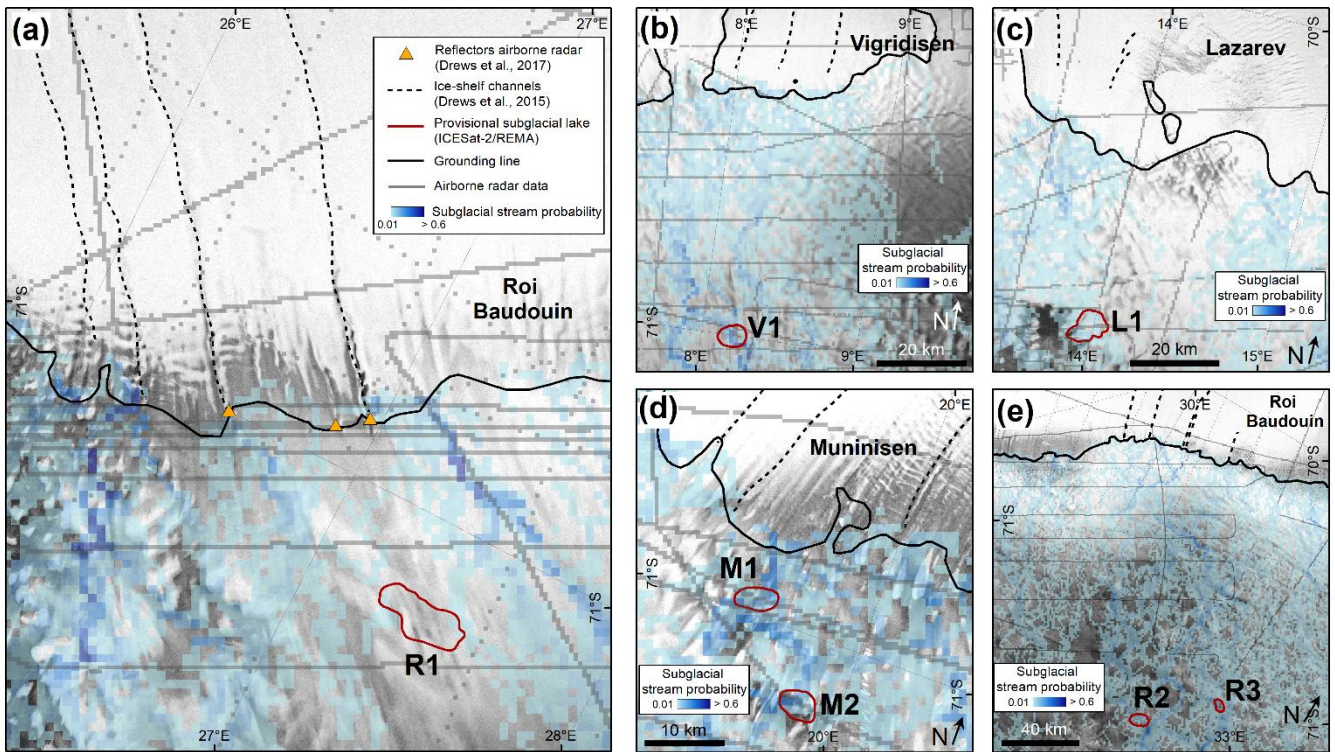 (a)
26°E
27°E
Reflectors airborne radar
(Drews et al., 2017)
Ice-shelf channels
(Drews et al., 2015)
Provisional subglacial lake
(ICESat-2/REMA)
Grounding line
Airborne radar data
Subglacial stream probability
0.01 > 0.6
71°S
Roi
Baudouin
R1
71°S
27°E
28°E
(b)
8°E
9°E
Vigridisen
Subglacial
stream probability
0.01 > 0.6
N
71°S
V1
8°E
9°E
20 km
(c)
14°E
70°S
Lazarev
Subglacial
stream probability
0.01 > 0.6
71°S
L1
14°E
20 km
15°E
N
(d)
20°E
Muninisen
M1
71°S
Subglacial
stream probability
0.01 > 0.6
M2
71°S
10 km
20°E
N
(e)
30°E
Roi
Baudouin
70°S
71°S
Subglacial
stream probability
0.01 > 0.6
R2
R3
40 km
33°E
N